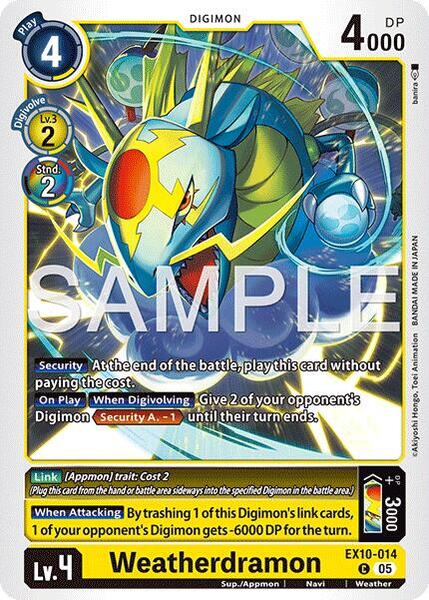 Play
4
DIGIMON
DP
4000
Digivolve
Lv.3
2
Stnd.
2
banira
SAMPLE
©Akiyoshi Hongo, Toei Animation BANDAI MADE IN JAPAN
Security At the end of the battle, play this card without
paying the cost.
On Play When Digivolving Give 2 of your opponent's
Digimon Security A. -1 until their turn ends.
Link [Appmon] trait: Cost 2
(Plug this card from the hand or battle area sideways into the specified Digimon in the battle area.)
When Attacking By trashing 1 of this Digimon's link cards,
1 of your opponent's Digimon gets -6000 DP for the turn.
DP
+3000
Lv.4
Weatherdramon
EX10-014
C 05
Sup./Appmon Navi Weather